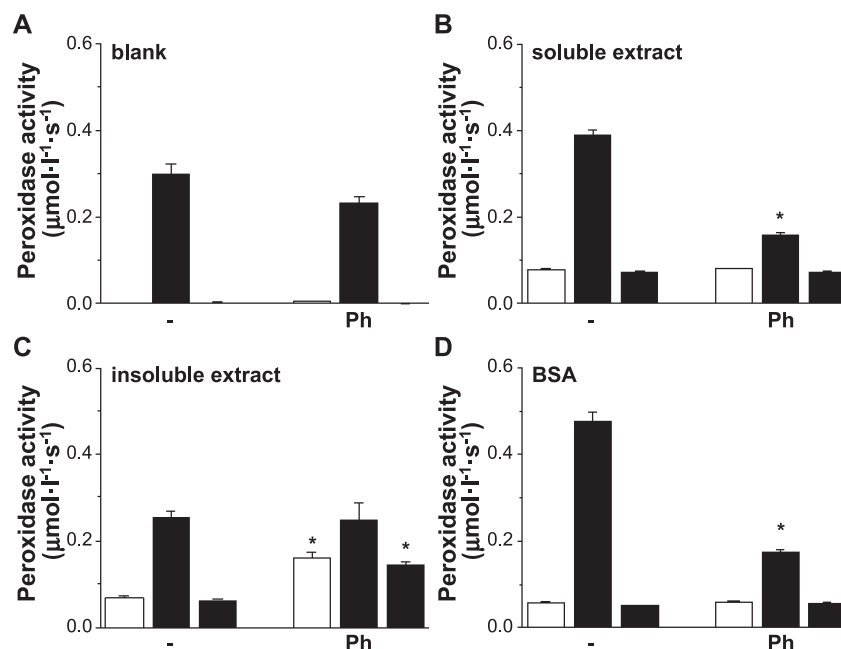 A
blank
Peroxidase activity
(µmol·l⁻¹·s⁻¹)
0.6
0.4
0.2
0.0
-
Ph
B
soluble extract
Peroxidase activity
(µmol·l⁻¹·s⁻¹)
0.6
0.4
0.2
0.0
*
-
Ph
C
insoluble extract
Peroxidase activity
(µmol·l⁻¹·s⁻¹)
0.6
0.4
0.2
0.0
*
*
-
Ph
D
BSA
Peroxidase activity
(µmol·l⁻¹·s⁻¹)
0.6
0.4
0.2
0.0
*
-
Ph